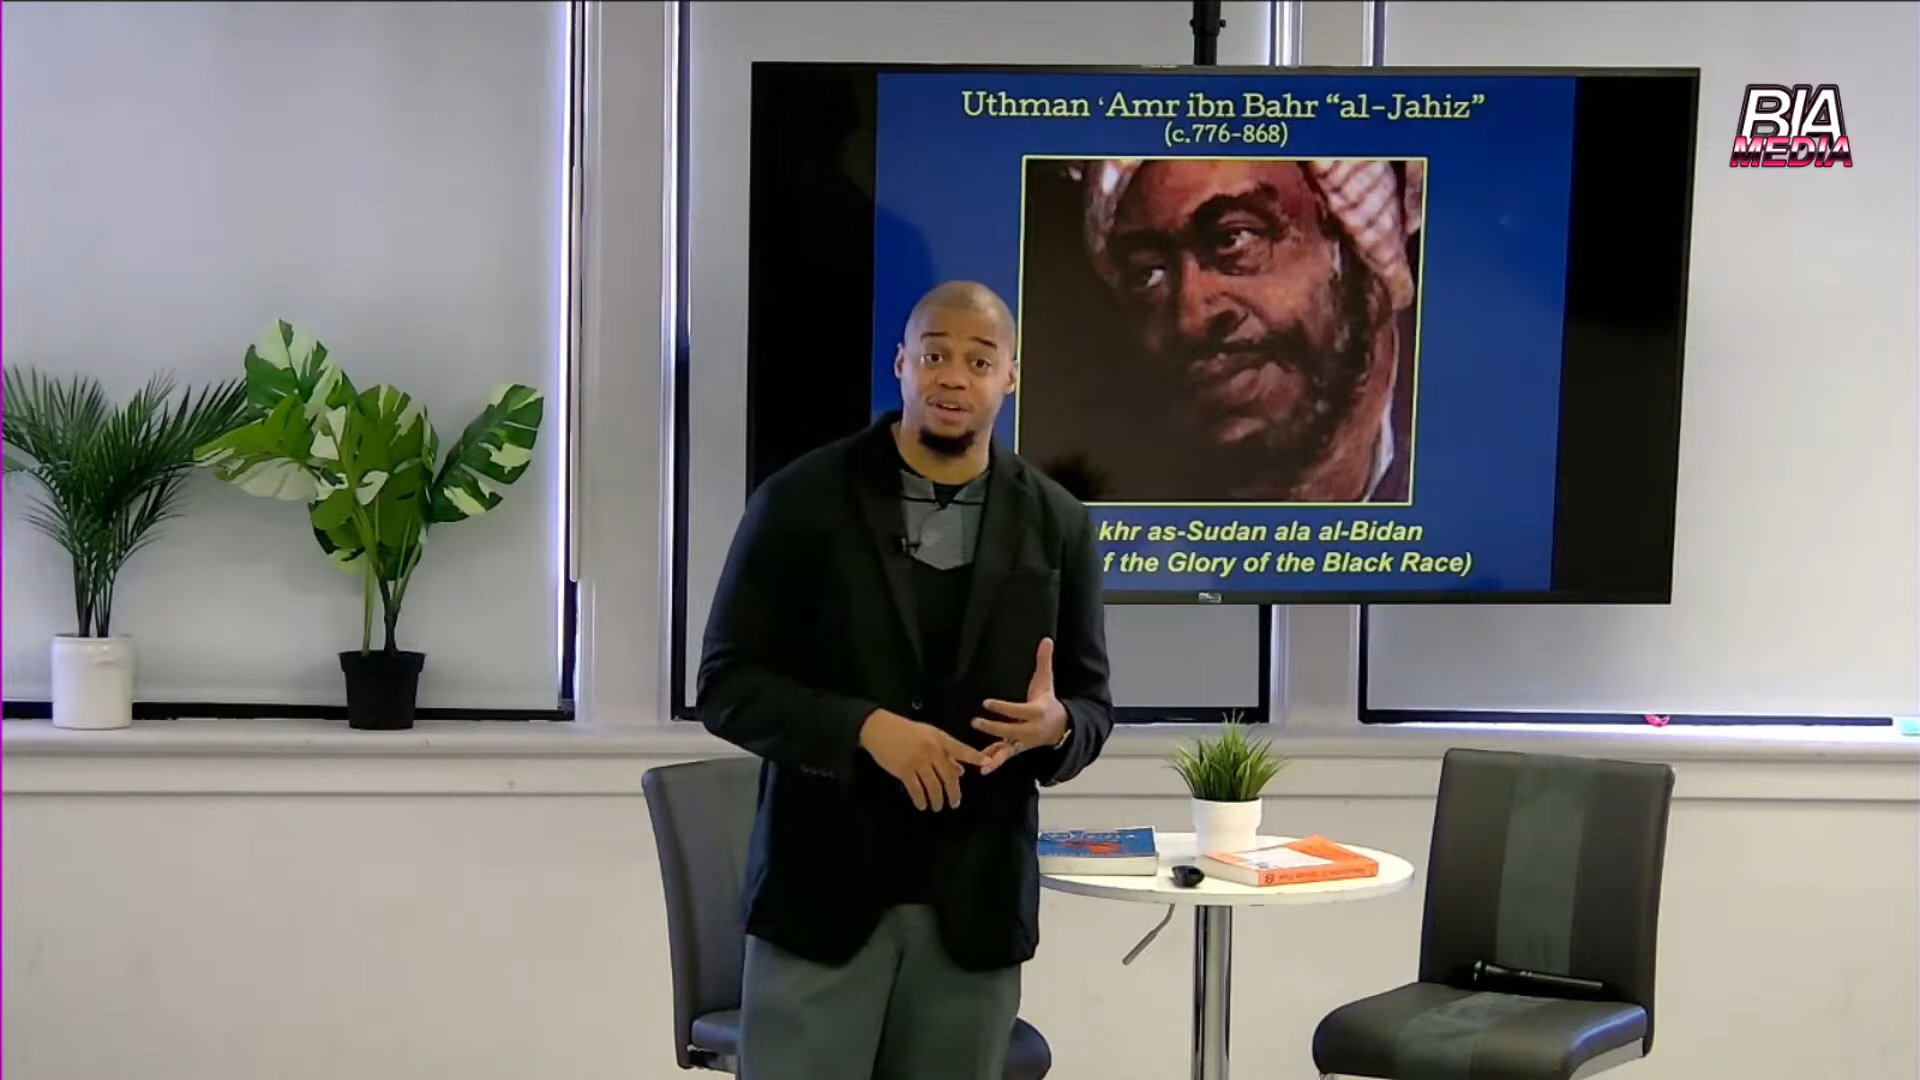 Uthman ‘Amr ibn Bahr “al-Jahiz”
(c.776-868)
khr as-Sudan ala al-Bidan
f the Glory of the Black Race)
BIA
MEDIA